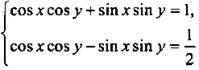 cos x cos y + sin x sin y = 1,
cos x cos y − sin x sin y = 1/2